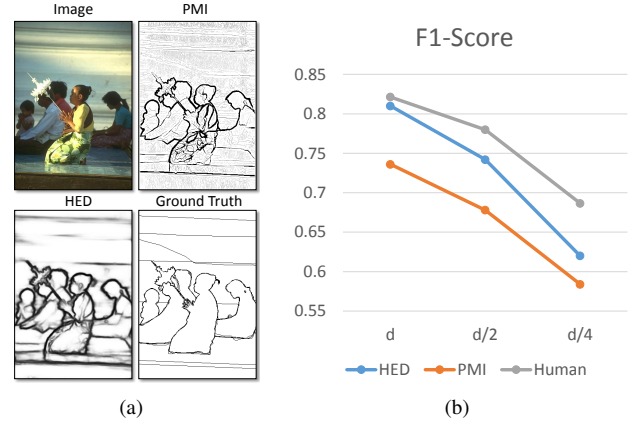 Image PMI
HED Ground Truth
(a)
F1-Score
0.85
0.8
0.75
0.7
0.65
0.6
0.55
d d/2 d/4
HED PMI Human
(b)